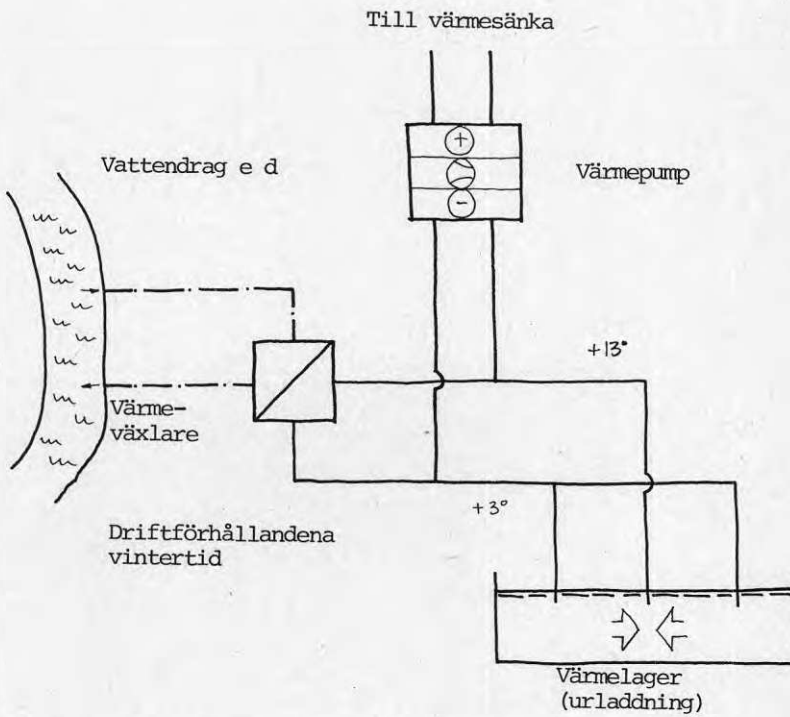 Till värmesänka
Vattendrag e d
+
-
Värmepump
+13°
Värme-
växlare
+3°
Driftförhållandena
vintertid
Värmelager
(urladdning)